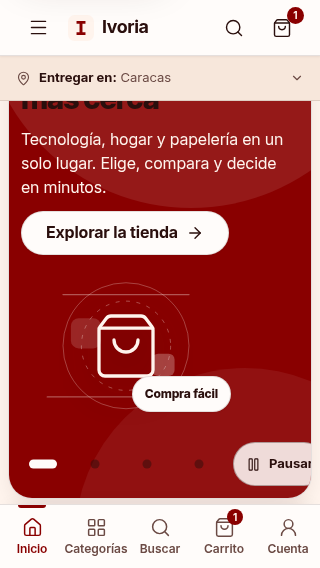 I Ivoria 1
Entregar en: Caracas
más cerca
Tecnología, hogar y papelería en un
solo lugar. Elige, compara y decide
en minutos.
Explorar la tienda
Compra fácil
Pausar
1
Inicio Categorías Buscar Carrito Cuenta